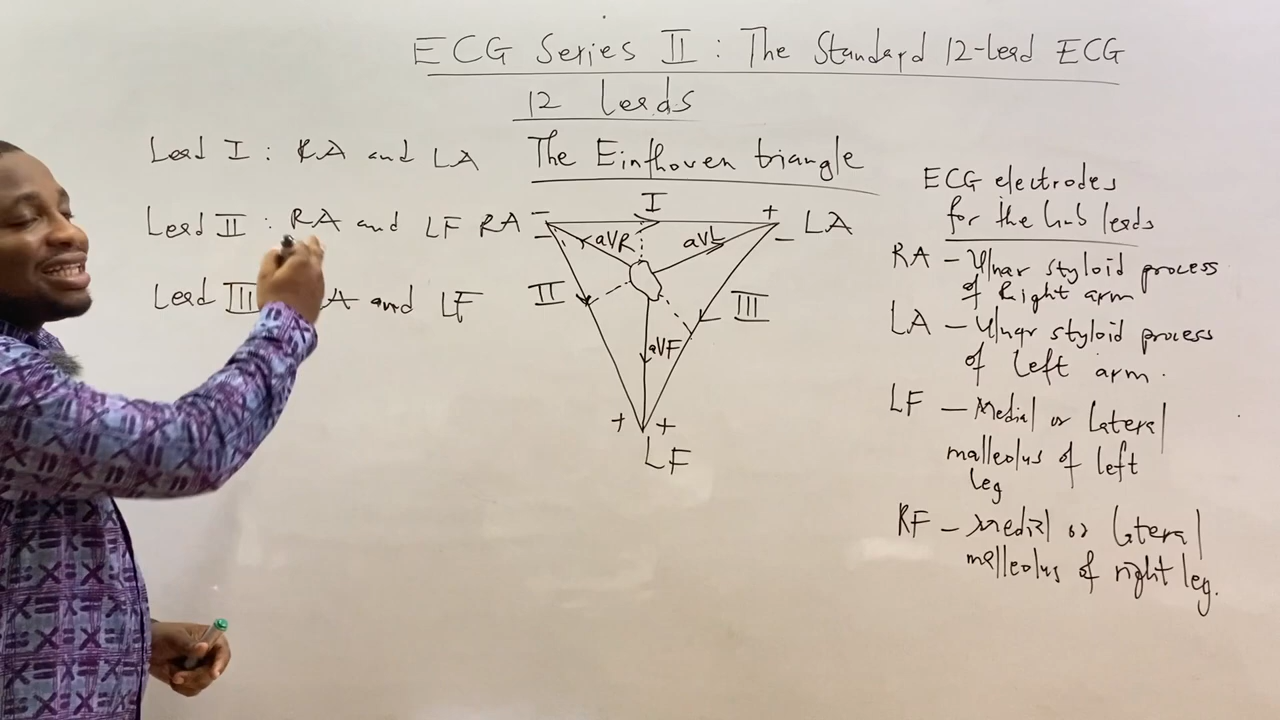 ECG Series II : The Standard 12-lead ECG
12 leads
Lead I : RA and LA
Lead II : RA and LF
Lead III A and LF
The Einthoven triangle
I
RA − + LA
− −
aVR aVL
II III
aVF
+ +
LF
ECG electrodes
for the limb leads
RA – Ulnar styloid process
of Right arm
LA – Ulnar styloid process
of left arm.
LF – Medial or lateral
malleolus of left
leg
RF – Medial or lateral
malleolus of right leg.